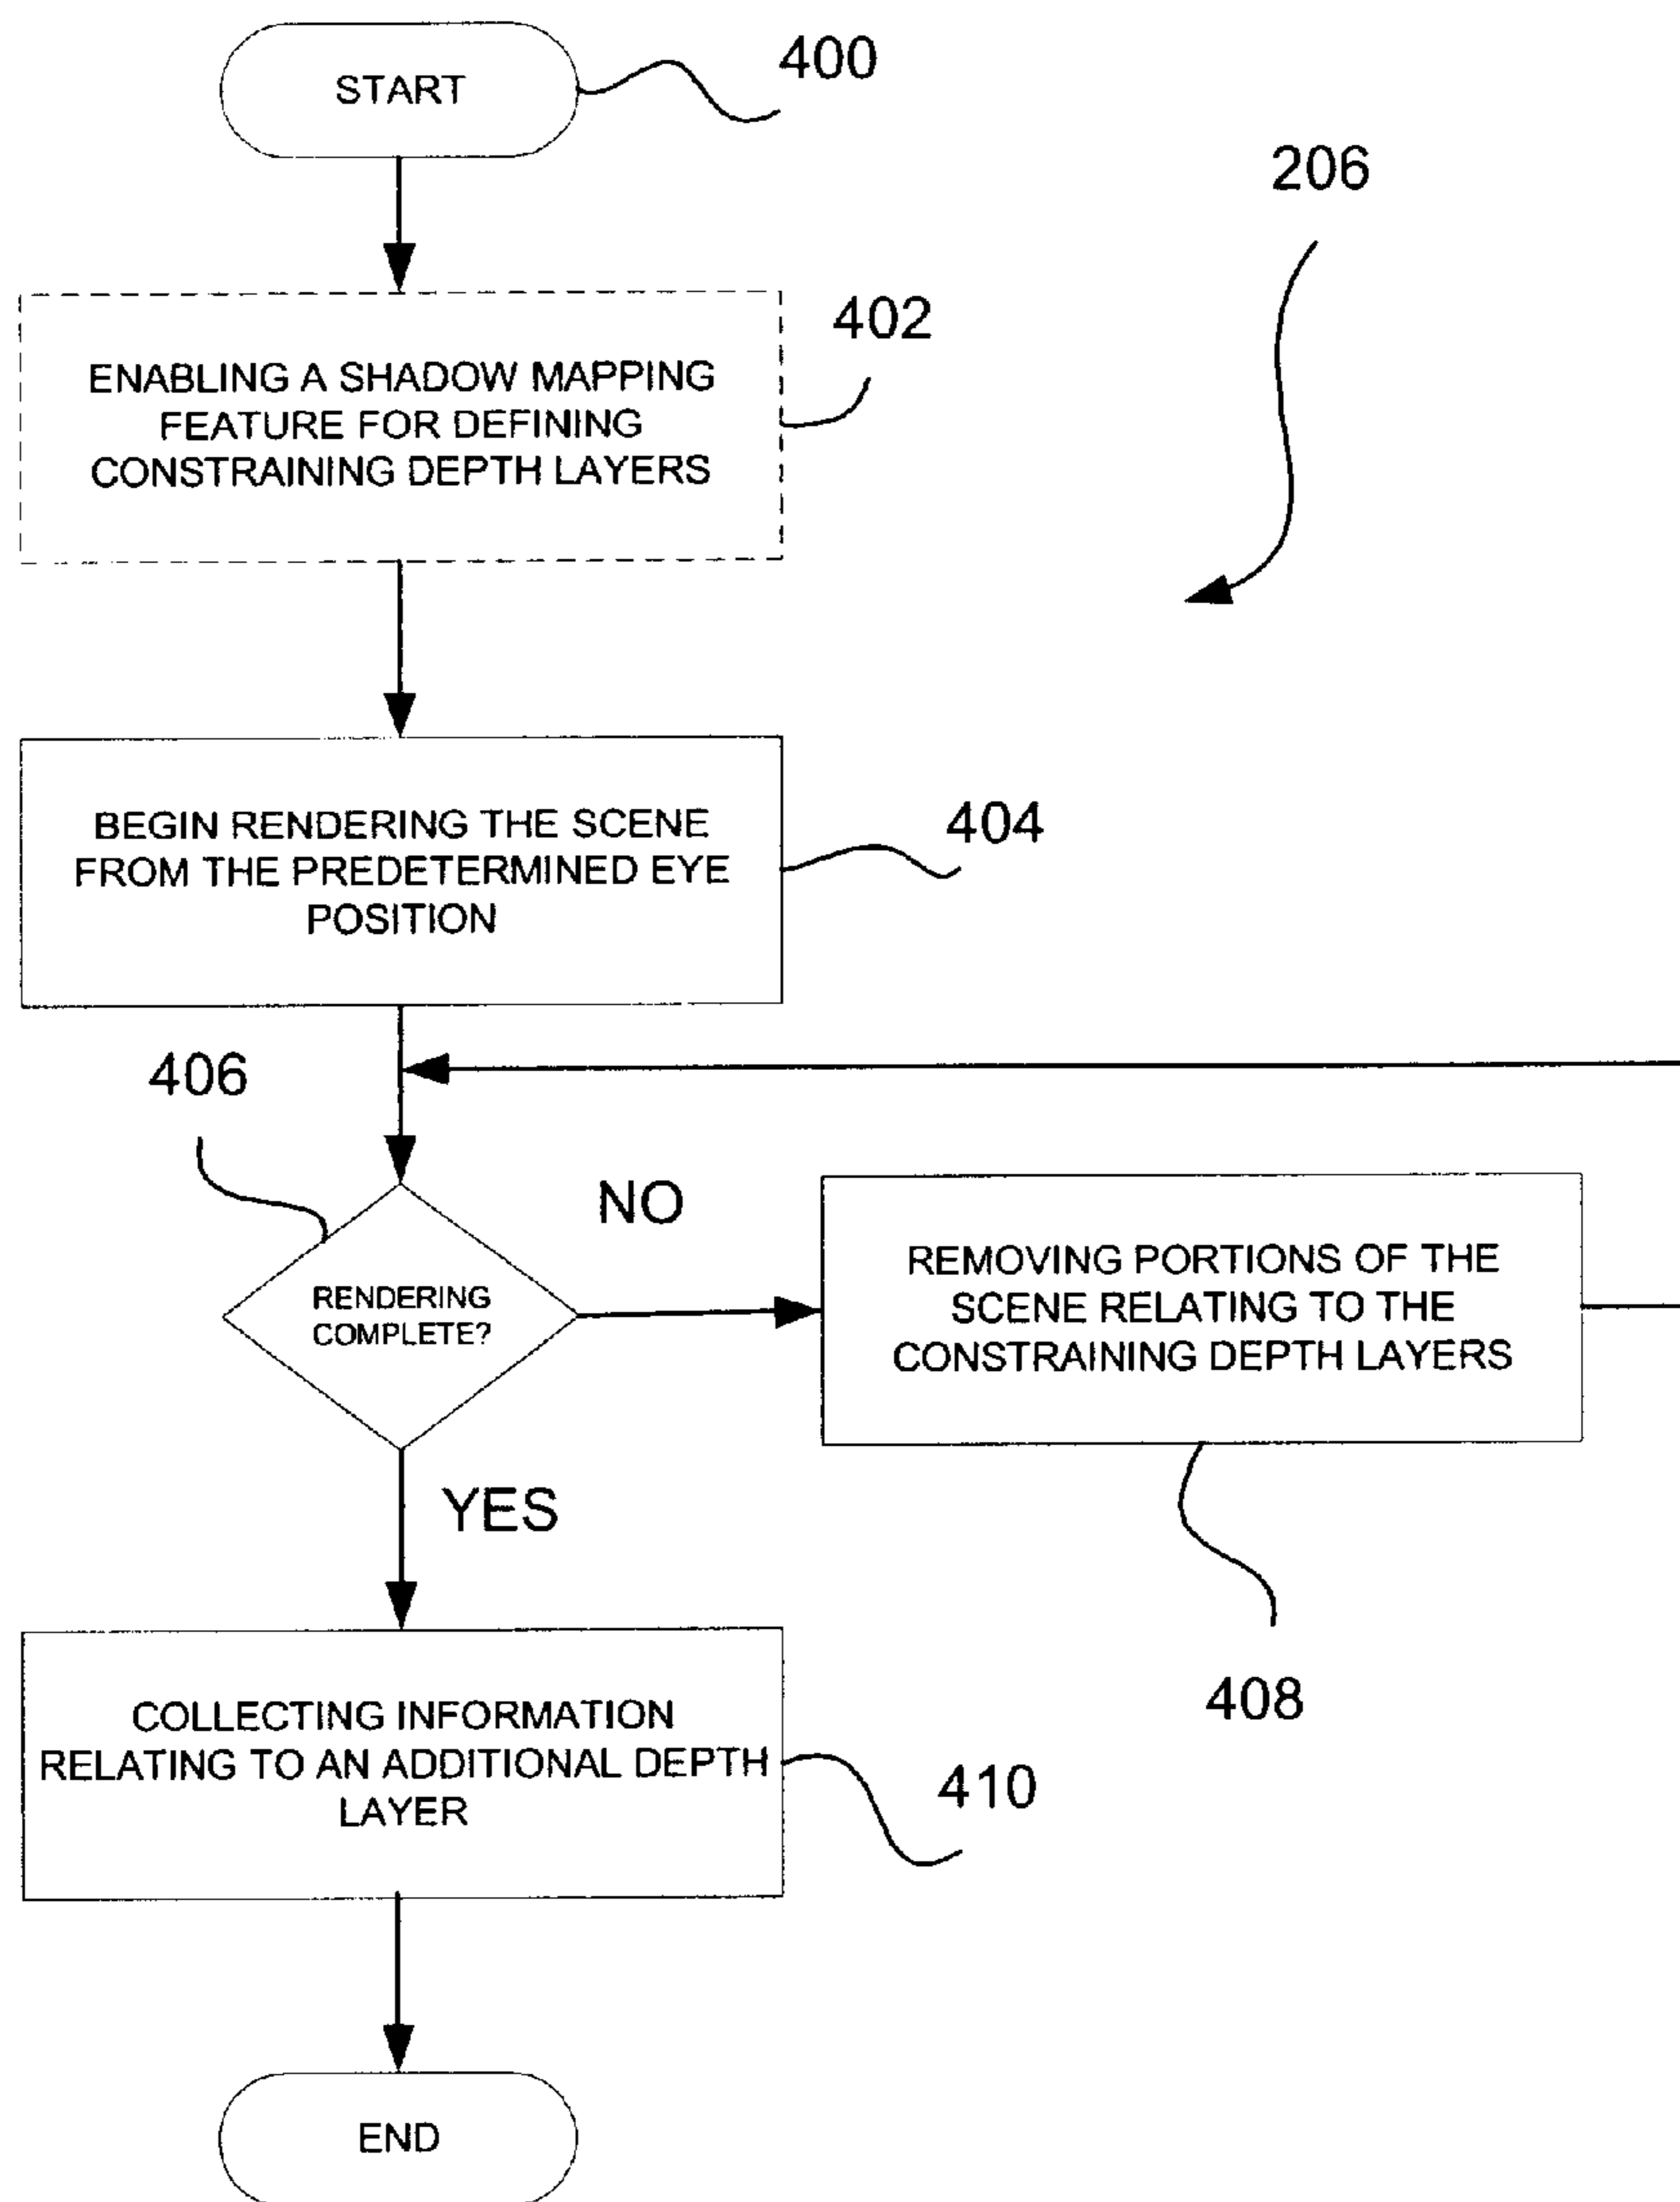 START
400
206
ENABLING A SHADOW MAPPING
FEATURE FOR DEFINING
CONSTRAINING DEPTH LAYERS
402
BEGIN RENDERING THE SCENE
FROM THE PREDETERMINED EYE
POSITION
404
406
RENDERING
COMPLETE?
NO
REMOVING PORTIONS OF THE
SCENE RELATING TO THE
CONSTRAINING DEPTH LAYERS
408
YES
COLLECTING INFORMATION
RELATING TO AN ADDITIONAL DEPTH
LAYER
410
END